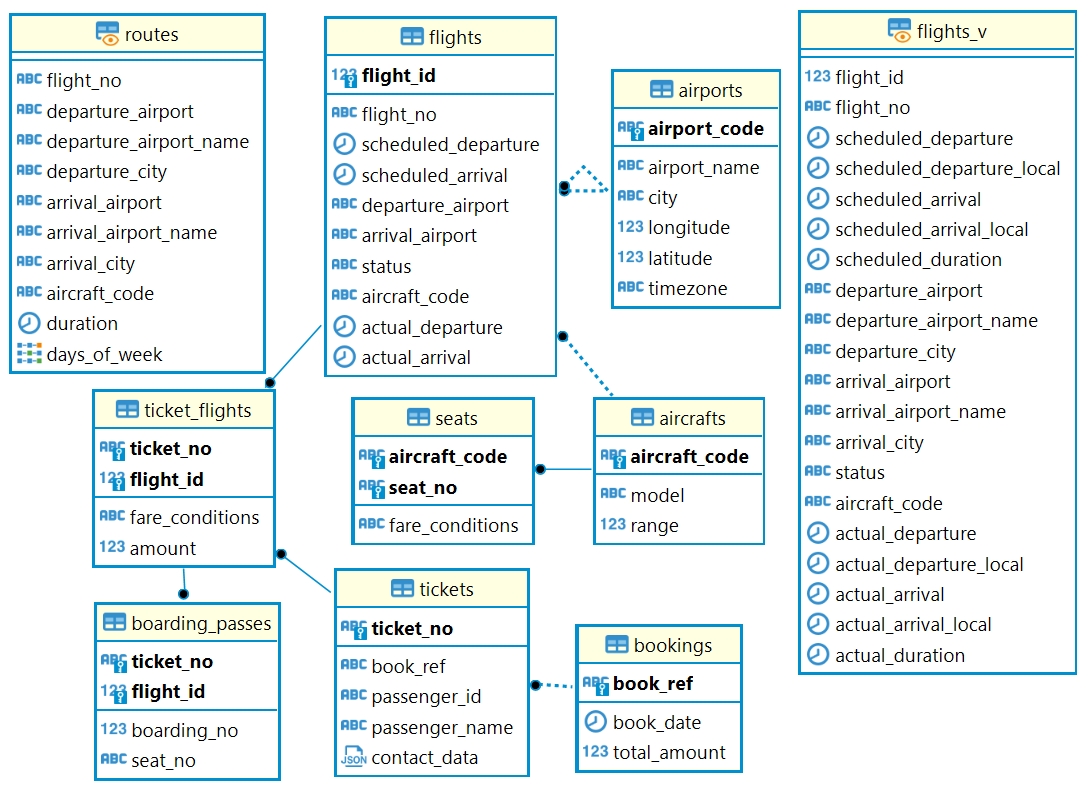 routes
ABC flight_no
ABC departure_airport
ABC departure_airport_name
ABC departure_city
ABC arrival_airport
ABC arrival_airport_name
ABC arrival_city
ABC aircraft_code
duration
days_of_week
flights
123 flight_id
ABC flight_no
scheduled_departure
scheduled_arrival
ABC departure_airport
ABC arrival_airport
ABC status
ABC aircraft_code
actual_departure
actual_arrival
airports
ABC airport_code
ABC airport_name
ABC city
123 longitude
123 latitude
ABC timezone
flights_v
123 flight_id
ABC flight_no
scheduled_departure
scheduled_departure_local
scheduled_arrival
scheduled_arrival_local
scheduled_duration
ABC departure_airport
ABC departure_airport_name
ABC departure_city
ABC arrival_airport
ABC arrival_airport_name
ABC arrival_city
ABC status
ABC aircraft_code
actual_departure
actual_departure_local
actual_arrival
actual_arrival_local
actual_duration
ticket_flights
ABC ticket_no
123 flight_id
ABC fare_conditions
123 amount
seats
ABC aircraft_code
ABC seat_no
ABC fare_conditions
aircrafts
ABC aircraft_code
ABC model
123 range
boarding_passes
ABC ticket_no
123 flight_id
123 boarding_no
ABC seat_no
tickets
ABC ticket_no
ABC book_ref
ABC passenger_id
ABC passenger_name
JSON contact_data
bookings
ABC book_ref
book_date
123 total_amount